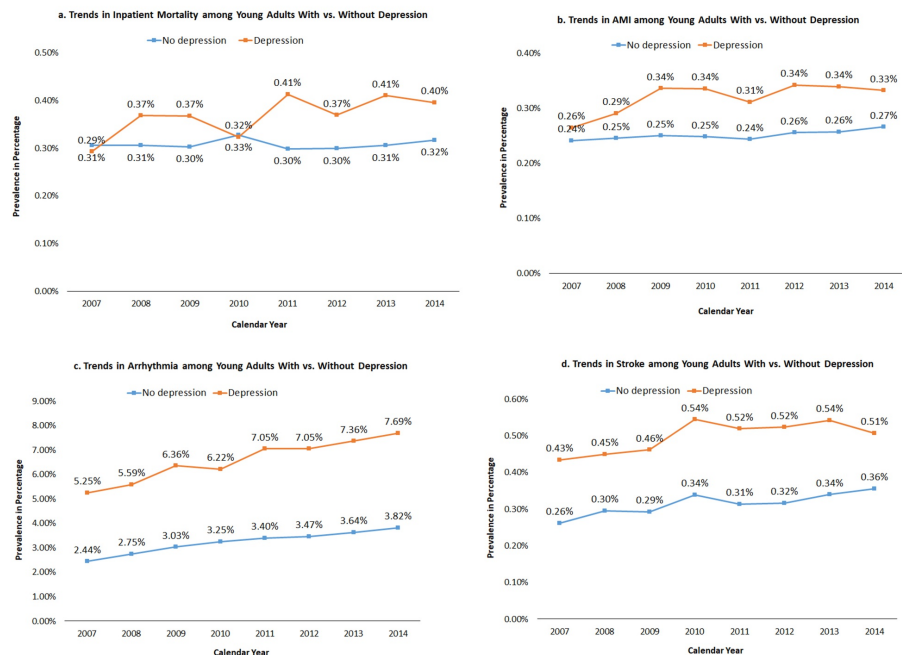 a. Trends in Inpatient Mortality among Young Adults With vs. Without Depression
No depression Depression
Prevalence in Percentage
0.50%
0.40%
0.30%
0.20%
0.10%
0.00%
0.29% 0.37% 0.37% 0.32% 0.41% 0.37% 0.41% 0.40%
0.31% 0.31% 0.30% 0.33% 0.30% 0.30% 0.31% 0.32%
2007 2008 2009 2010 2011 2012 2013 2014
Calendar Year
b. Trends in AMI among Young Adults With vs. Without Depression
No depression Depression
Prevalence in Percentage
0.40%
0.30%
0.20%
0.10%
0.00%
0.26% 0.29% 0.34% 0.34% 0.31% 0.34% 0.34% 0.33%
0.24% 0.25% 0.25% 0.25% 0.24% 0.26% 0.26% 0.27%
2007 2008 2009 2010 2011 2012 2013 2014
Calendar Year
c. Trends in Arrhythmia among Young Adults With vs. Without Depression
No depression Depression
Prevalence in Percentage
9.00%
8.00%
7.00%
6.00%
5.00%
4.00%
3.00%
2.00%
1.00%
0.00%
5.25% 5.59% 6.36% 6.22% 7.05% 7.05% 7.36% 7.69%
2.44% 2.75% 3.03% 3.25% 3.40% 3.47% 3.64% 3.82%
2007 2008 2009 2010 2011 2012 2013 2014
Calendar Year
d. Trends in Stroke among Young Adults With vs. Without Depression
No depression Depression
Prevalence in Percentage
0.60%
0.50%
0.40%
0.30%
0.20%
0.10%
0.00%
0.43% 0.45% 0.46% 0.54% 0.52% 0.52% 0.54% 0.51%
0.26% 0.30% 0.29% 0.34% 0.31% 0.32% 0.34% 0.36%
2007 2008 2009 2010 2011 2012 2013 2014
Calendar Year